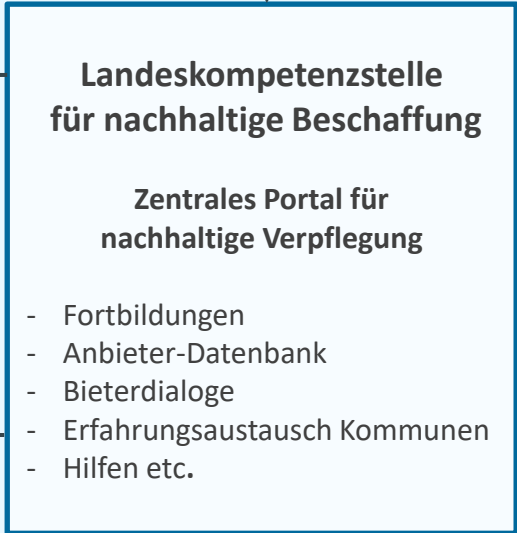 Landeskompetenzstelle
für nachhaltige Beschaffung
Zentrales Portal für
nachhaltige Verpflegung
- Fortbildungen
- Anbieter-Datenbank
- Bieterdialoge
- Erfahrungsaustausch Kommunen
- Hilfen etc.